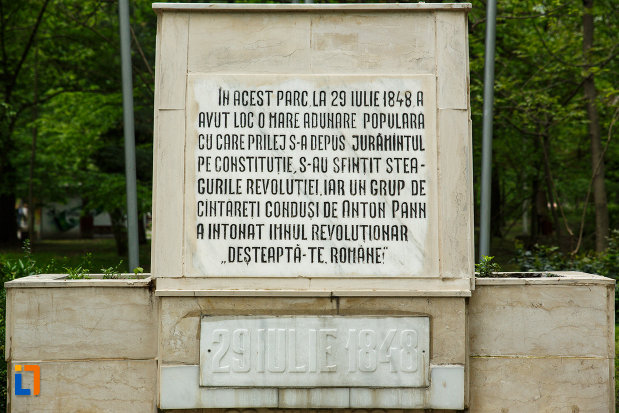 ÎN ACEST PARC, LA 29 IULIE 1848 A
AVUT LOC O MARE ADUNARE POPULARĂ
CU CARE PRILEJ S-A DEPUS JURĂMÎNTUL
PE CONSTITUȚIE, S-AU SFINȚIT STEA-
GURILE REVOLUȚIEI, IAR UN GRUP DE
CÎNTAREȚI CONDUȘI DE ANTON PANN
A INTONAT IMNUL REVOLUȚIONAR
„DEȘTEAPTĂ-TE, ROMÂNE!”
29 IULIE 1848